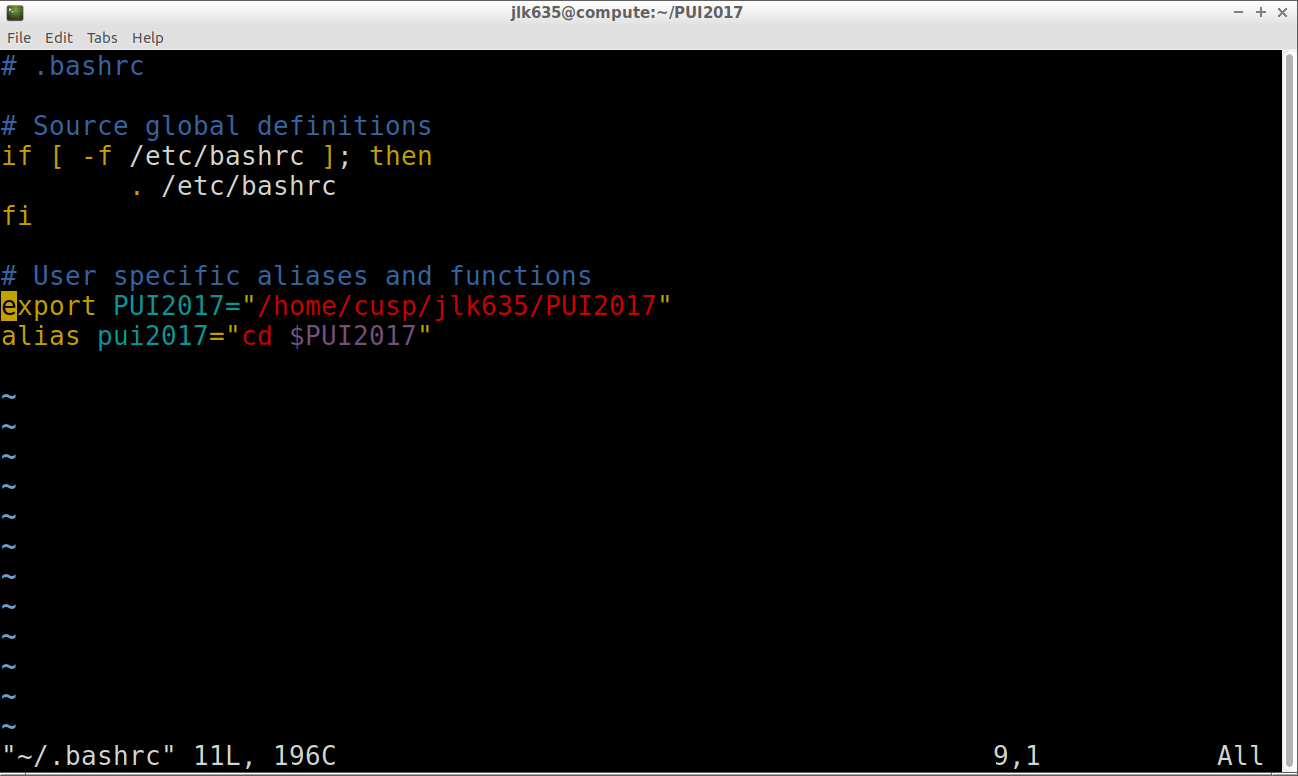 jlk635@compute:~/PUI2017
File Edit Tabs Help
# .bashrc
# Source global definitions
if [ -f /etc/bashrc ]; then
        . /etc/bashrc
fi
# User specific aliases and functions
export PUI2017="/home/cusp/jlk635/PUI2017"
alias pui2017="cd $PUI2017"
~
~
~
~
~
~
~
~
~
~
~
~
"~/.bashrc" 11L, 196C 9,1 All